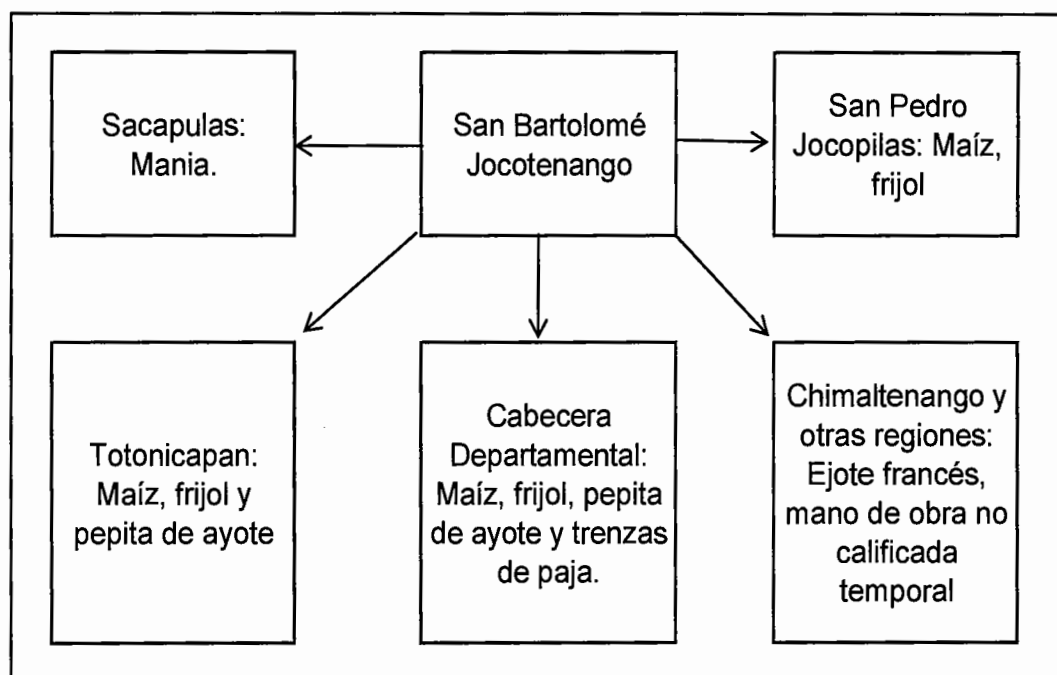 Sacapulas:
Mania.
San Bartolomé
Jocotenango
San Pedro
Jocopilas: Maíz,
frijol
Totonicapan:
Maíz, frijol y
pepita de ayote
Cabecera
Departamental:
Maíz, frijol, pepita
de ayote y trenzas
de paja.
Chimaltenango y
otras regiones:
Ejote francés,
mano de obra no
calificada
temporal